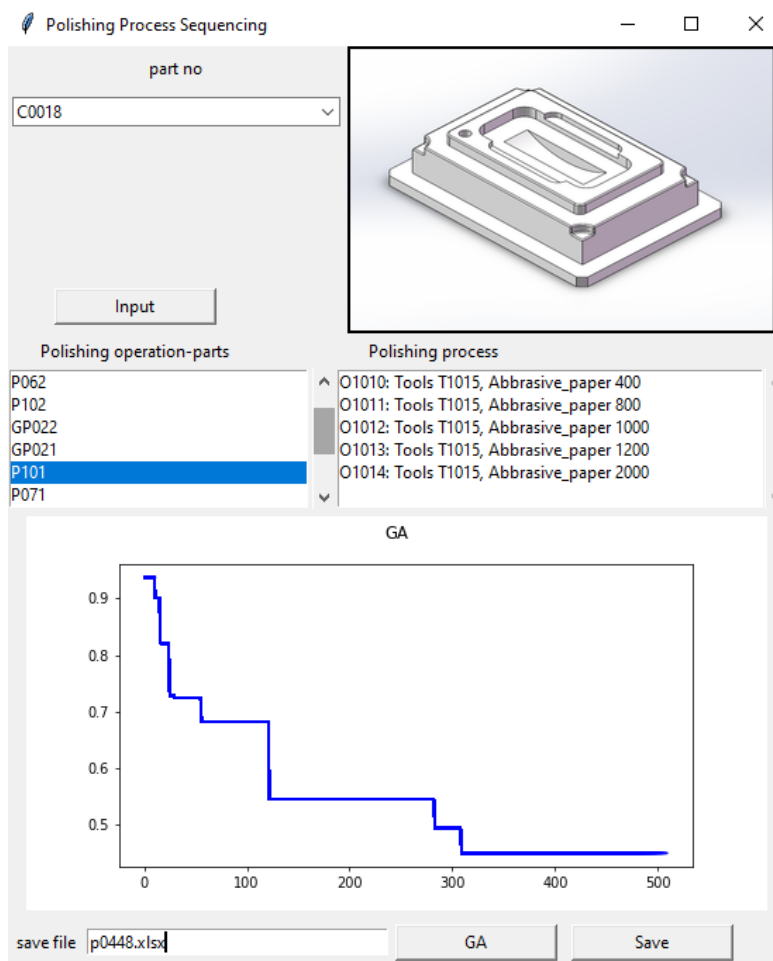 Polishing Process Sequencing
part no
C0018
Input
Polishing operation-parts
Polishing process
P062
P102
GP022
GP021
P101
P071
O1010: Tools T1015, Abbrasive_paper 400
O1011: Tools T1015, Abbrasive_paper 800
O1012: Tools T1015, Abbrasive_paper 1000
O1013: Tools T1015, Abbrasive_paper 1200
O1014: Tools T1015, Abbrasive_paper 2000
GA
0.9
0.8
0.7
0.6
0.5
0 100 200 300 400 500
save file p0448.xlsx GA Save